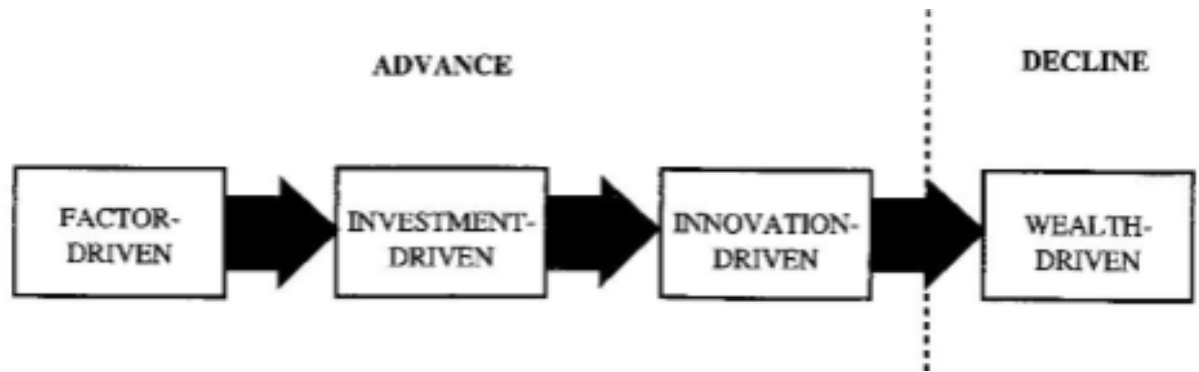 ADVANCE
DECLINE
FACTOR-
DRIVEN
INVESTMENT-
DRIVEN
INNOVATION-
DRIVEN
WEALTH-
DRIVEN